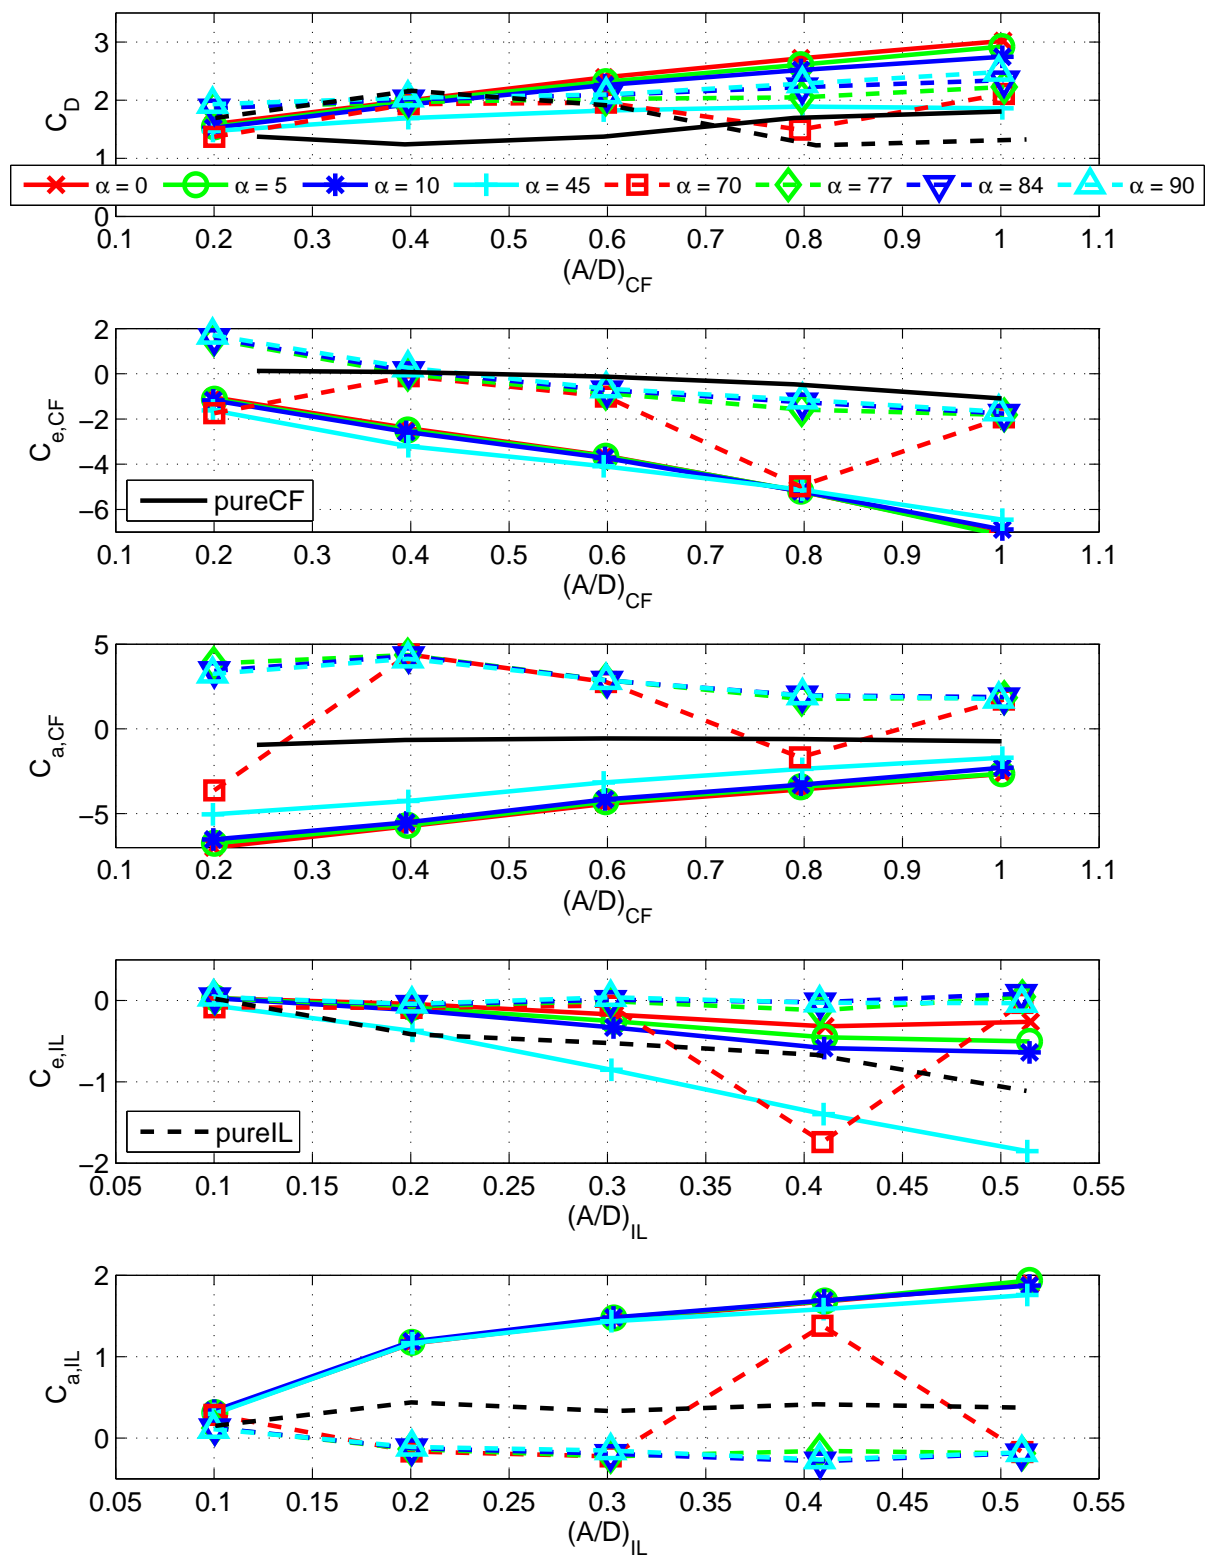 3
2
1
0
C_D
α = 0 α = 5 α = 10 α = 45 α = 70 α = 77 α = 84 α = 90
0.1 0.2 0.3 0.4 0.5 0.6 0.7 0.8 0.9 1 1.1
(A/D)_CF
2
0
−2
−4
−6
C_e,CF
pureCF
0.1 0.2 0.3 0.4 0.5 0.6 0.7 0.8 0.9 1 1.1
(A/D)_CF
5
0
−5
C_a,CF
0.1 0.2 0.3 0.4 0.5 0.6 0.7 0.8 0.9 1 1.1
(A/D)_CF
0
−1
−2
C_e,IL
pureIL
0.05 0.1 0.15 0.2 0.25 0.3 0.35 0.4 0.45 0.5 0.55
(A/D)_IL
2
1
0
C_a,IL
0.05 0.1 0.15 0.2 0.25 0.3 0.35 0.4 0.45 0.5 0.55
(A/D)_IL